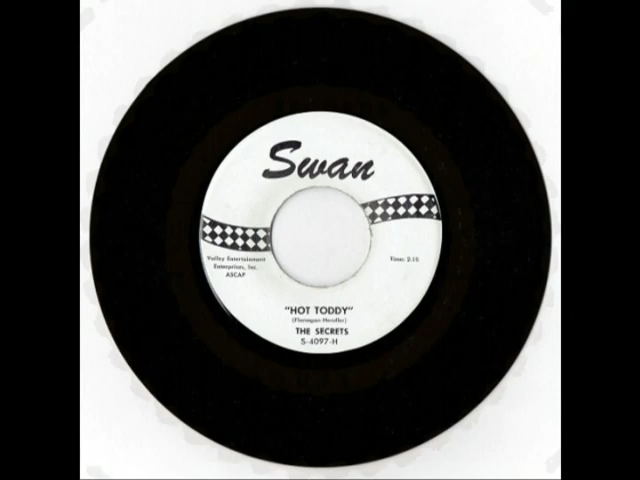 Swan
Valley Entertainment
Enterprises, Inc.
ASCAP
Time: 2:10
"HOT TODDY"
(Flanagan Hendler)
THE SECRETS
S-4097-H